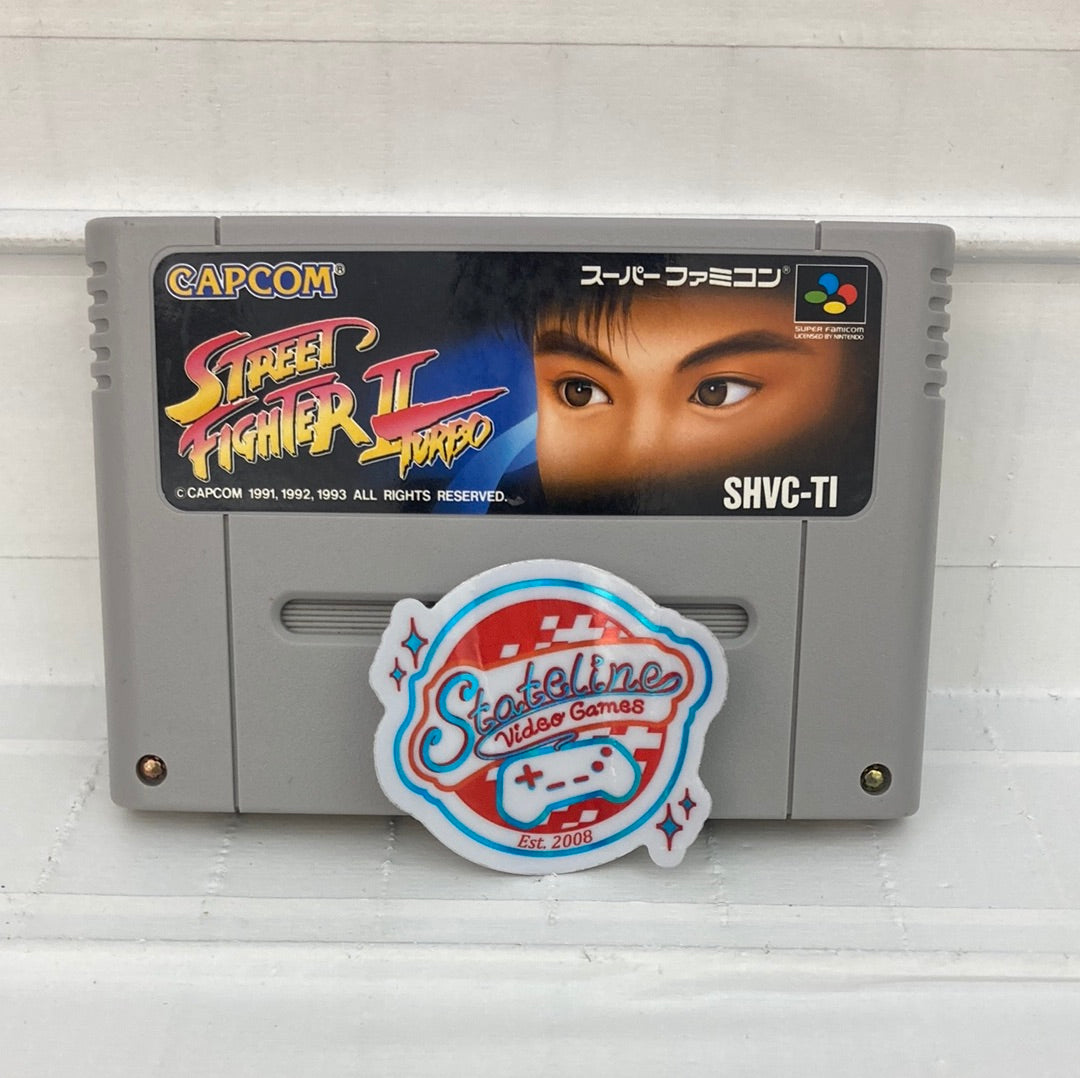 CAPCOM®
スーパーファミコン®
SUPER FAMICOM
LICENSED BY NINTENDO
STREET
FIGHTER II
TURBO
© CAPCOM 1991, 1992, 1993 ALL RIGHTS RESERVED.
SHVC-TI
Stateline
Video Games
Est. 2008